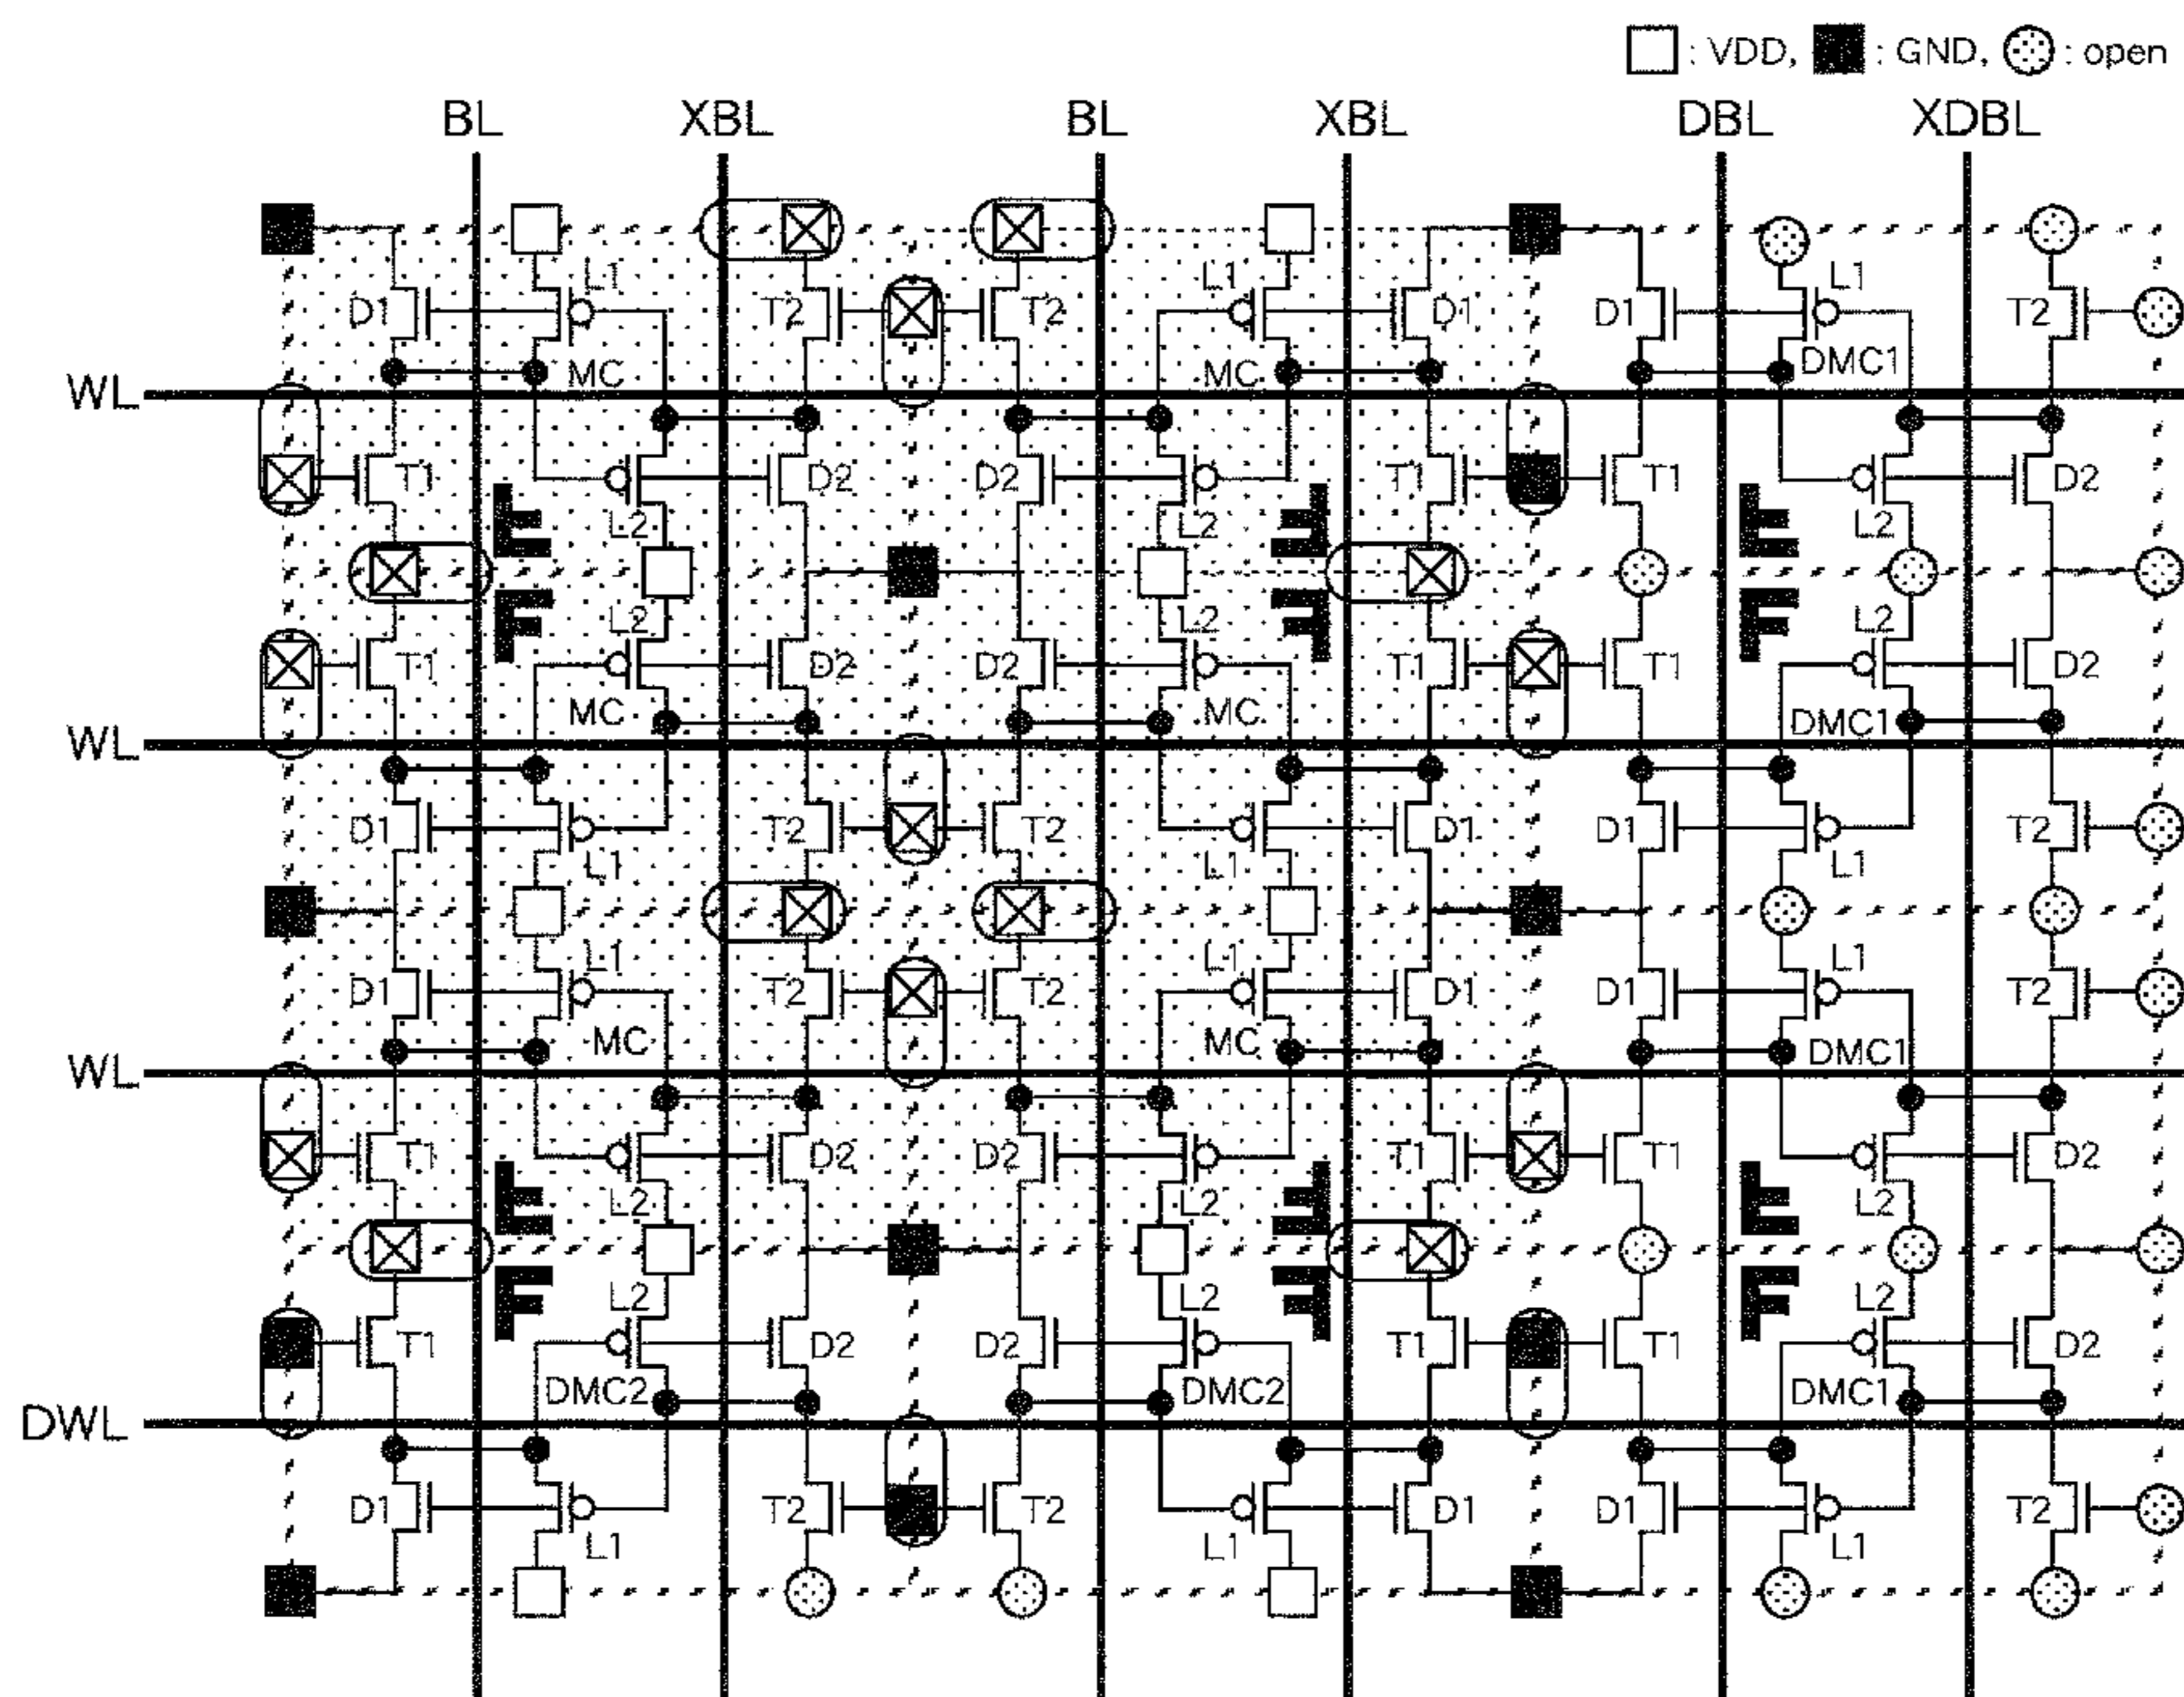 : VDD, : GND, : open
BL XBL BL XBL DBL XDBL
L1 L1 L1
D1 T2 T2 D1 D1 T2
MC MC DMC1
WL
T1 D2 D2 T1 T1 D2
L2 L2 L2
F F F
F F F
L2 L2 L2
T1 D2 D2 T1 T1 D2
MC MC DMC1
WL
D1 T2 T2 D1 D1 T2
L1 L1 L1
L1 L1 L1
D1 T2 T2 D1 D1 T2
MC MC DMC1
WL
T1 D2 D2 T1 T1 D2
L2 L2 L2
F F F
F F F
L2 L2 L2
T1 D2 D2 T1 T1 D2
DMC2 DMC2 DMC1
DWL
D1 T2 T2 D1 D1 T2
L1 L1 L1